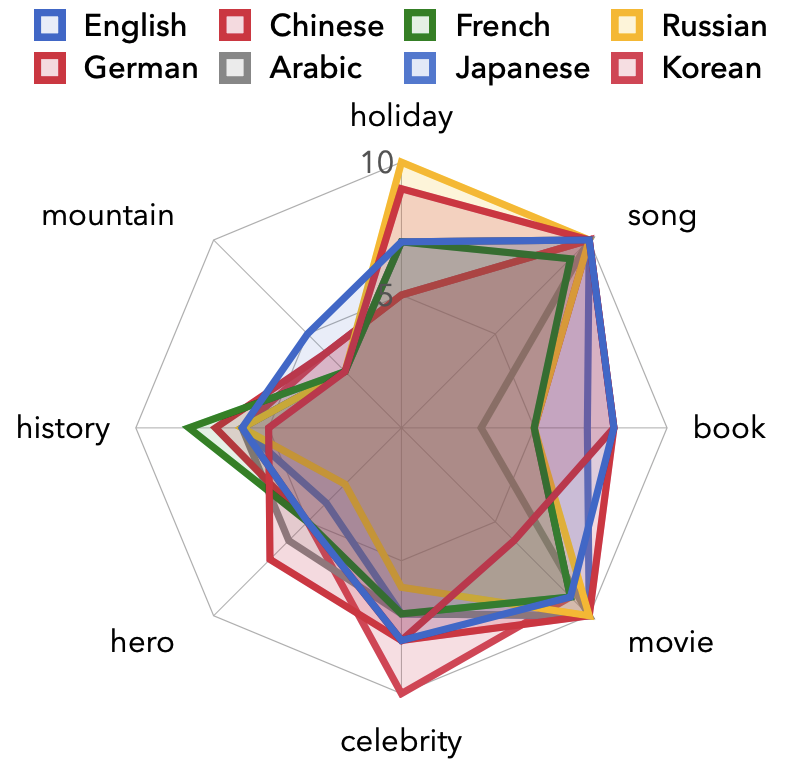 English Chinese French Russian
German Arabic Japanese Korean
holiday
10
mountain song
5
history book
hero movie
celebrity